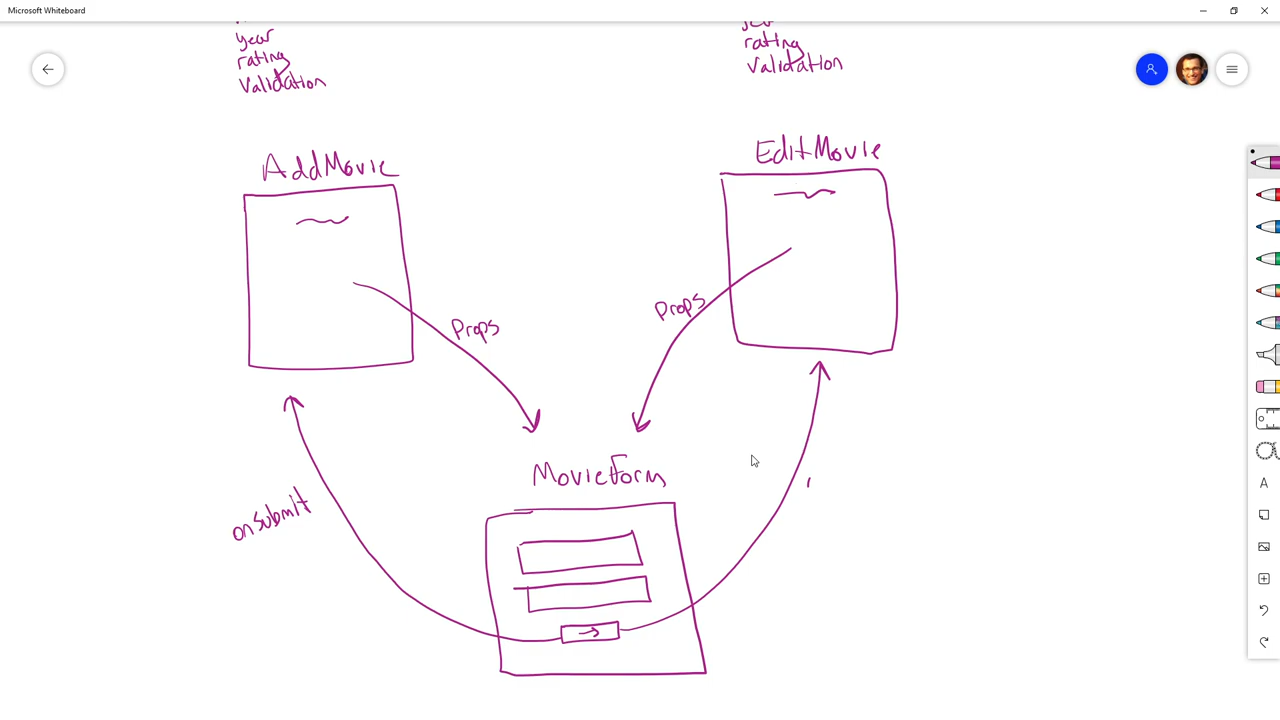 Microsoft Whiteboard
year
rating
validation
rating
validation
AddMovie
EditMovie
Props
Props
MovieForm
onSubmit
A